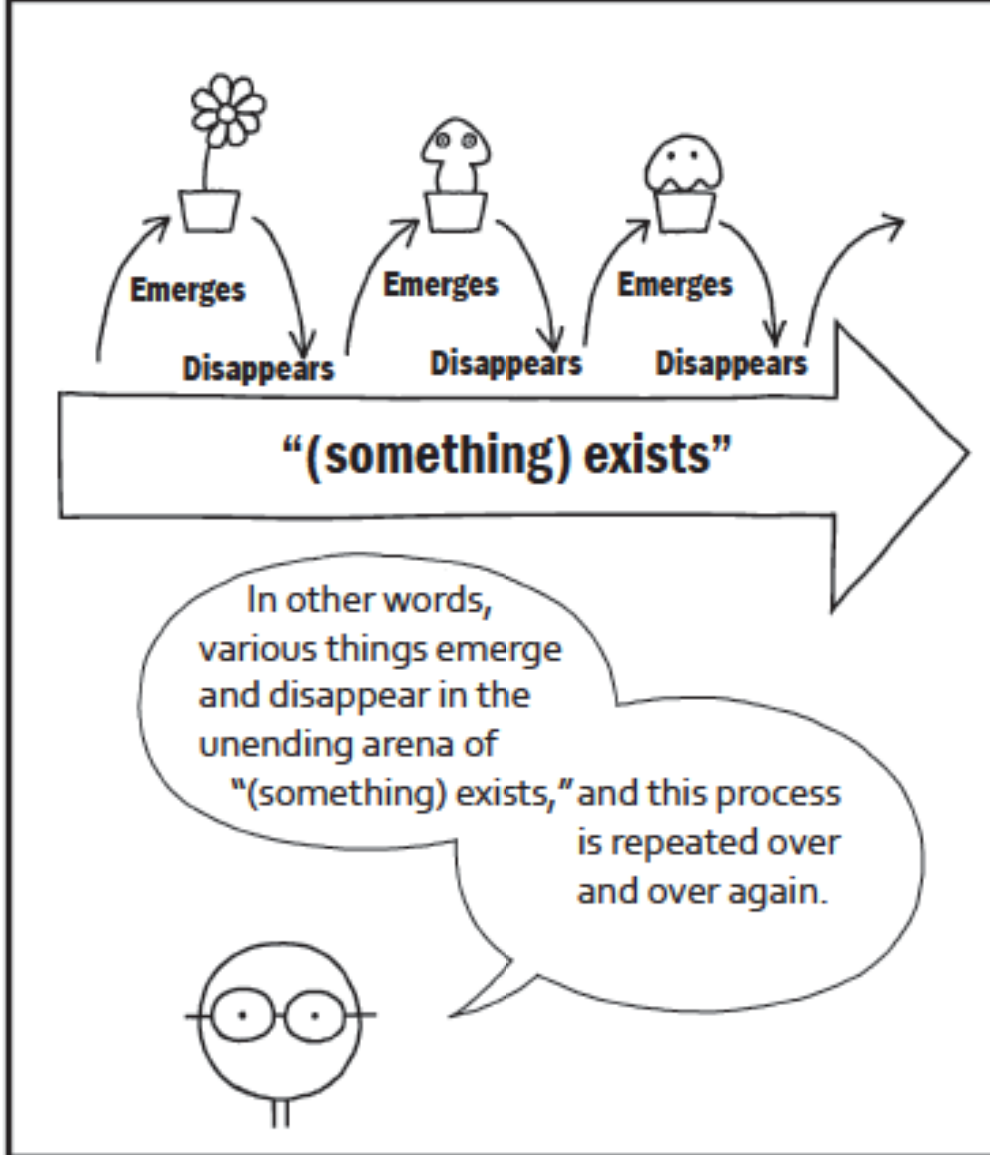 Emerges
Disappears
Emerges
Disappears
Emerges
Disappears
“(something) exists”
In other words,
various things emerge
and disappear in the
unending arena of
“(something) exists,” and this process
is repeated over
and over again.